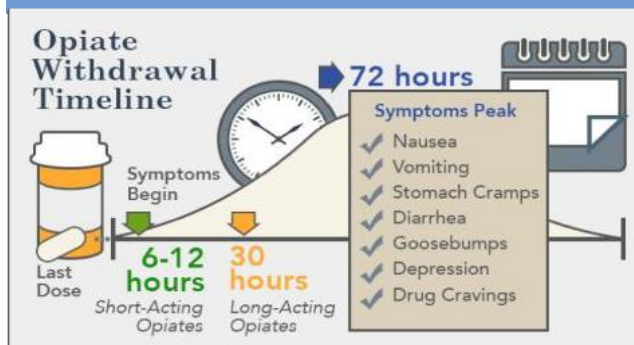 Opiate
Withdrawal
Timeline
72 hours
Symptoms Peak
Nausea
Vomiting
Stomach Cramps
Diarrhea
Goosebumps
Depression
Drug Cravings
Symptoms
Begin
Last
Dose
6-12
hours
Short-Acting
Opiates
30
hours
Long-Acting
Opiates